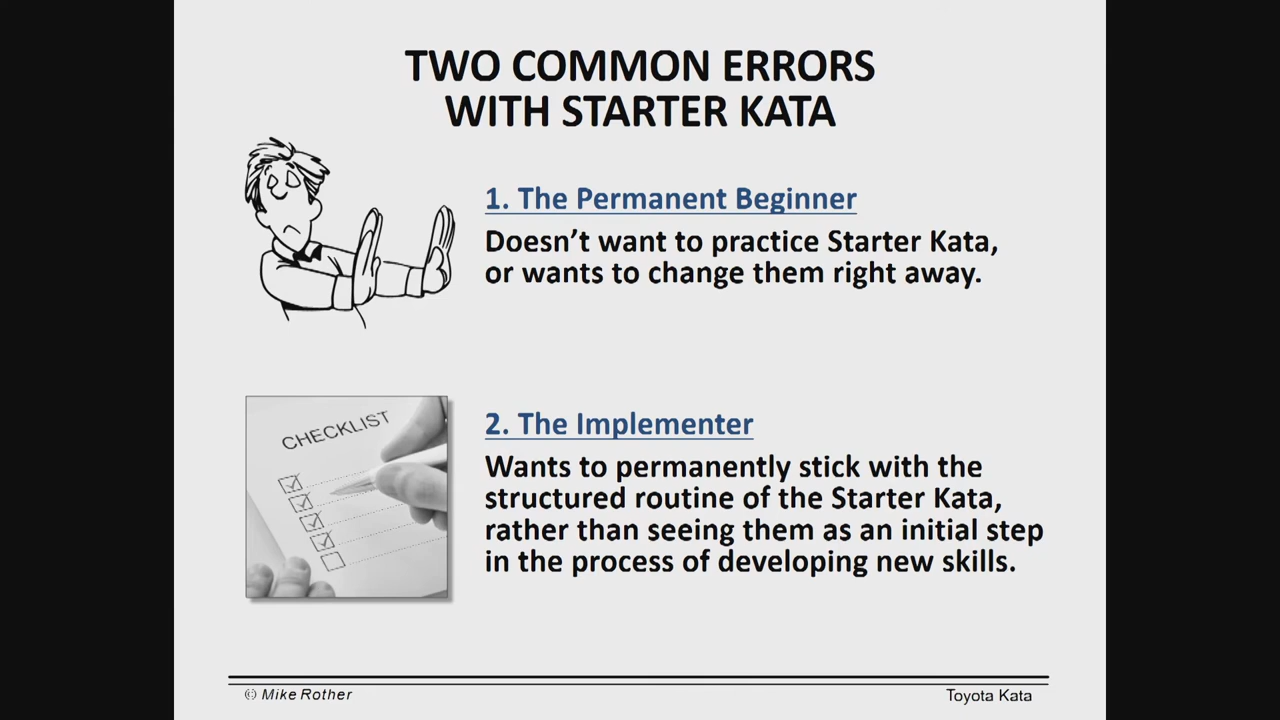 TWO COMMON ERRORS
WITH STARTER KATA
1. The Permanent Beginner
Doesn't want to practice Starter Kata,
or wants to change them right away.
CHECKLIST
2. The Implementer
Wants to permanently stick with the
structured routine of the Starter Kata,
rather than seeing them as an initial step
in the process of developing new skills.
© Mike Rother
Toyota Kata